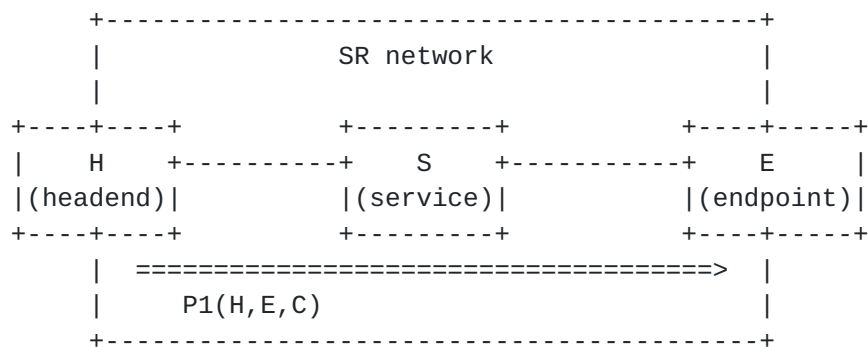 SR network
H S E
(headend) (service) (endpoint)
P1(H,E,C)